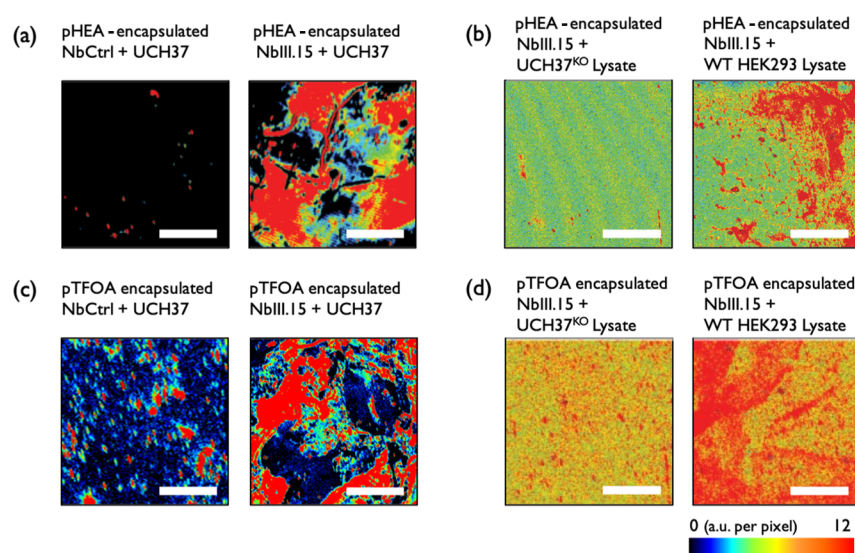 (a)
pHEA - encapsulated
NbCtrl + UCH37
pHEA - encapsulated
NbIII.15 + UCH37
(b)
pHEA - encapsulated
NbIII.15 +
UCH37KO Lysate
pHEA - encapsulated
NbIII.15 +
WT HEK293 Lysate
(c)
pTFOA encapsulated
NbCtrl + UCH37
pTFOA encapsulated
NbIII.15 + UCH37
(d)
pTFOA encapsulated
NbIII.15 +
UCH37KO Lysate
pTFOA encapsulated
NbIII.15 +
WT HEK293 Lysate
0 (a.u. per pixel) 12